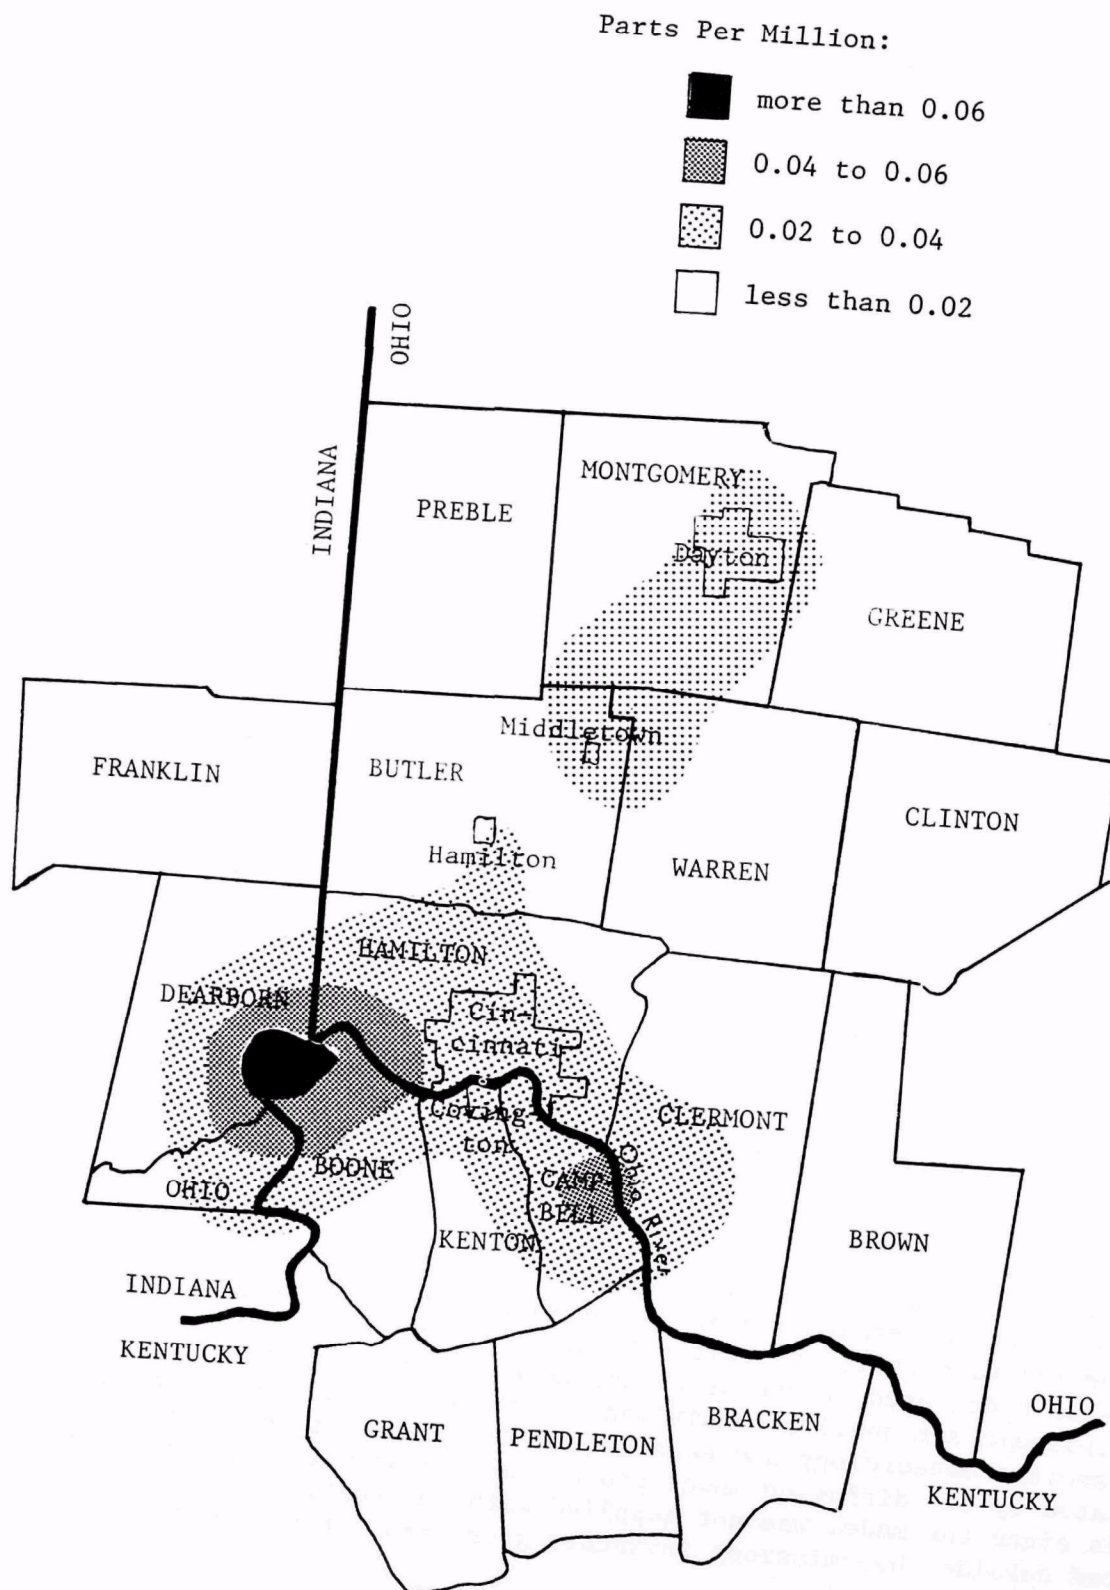 Parts Per Million:
more than 0.06
0.04 to 0.06
0.02 to 0.04
less than 0.02
OHIO
INDIANA
MONTGOMERY
PREBLE
Dayton
GREENE
Middletown
FRANKLIN
BUTLER
CLINTON
Hamilton
WARREN
HAMILTON
DEARBORN
Cin-
cinnati
Coving-
ton
CLERMONT
BOONE
OHIO
CAMP-
BELL
Ohio River
KENTON
BROWN
INDIANA
KENTUCKY
GRANT
PENDLETON
BRACKEN
OHIO
KENTUCKY